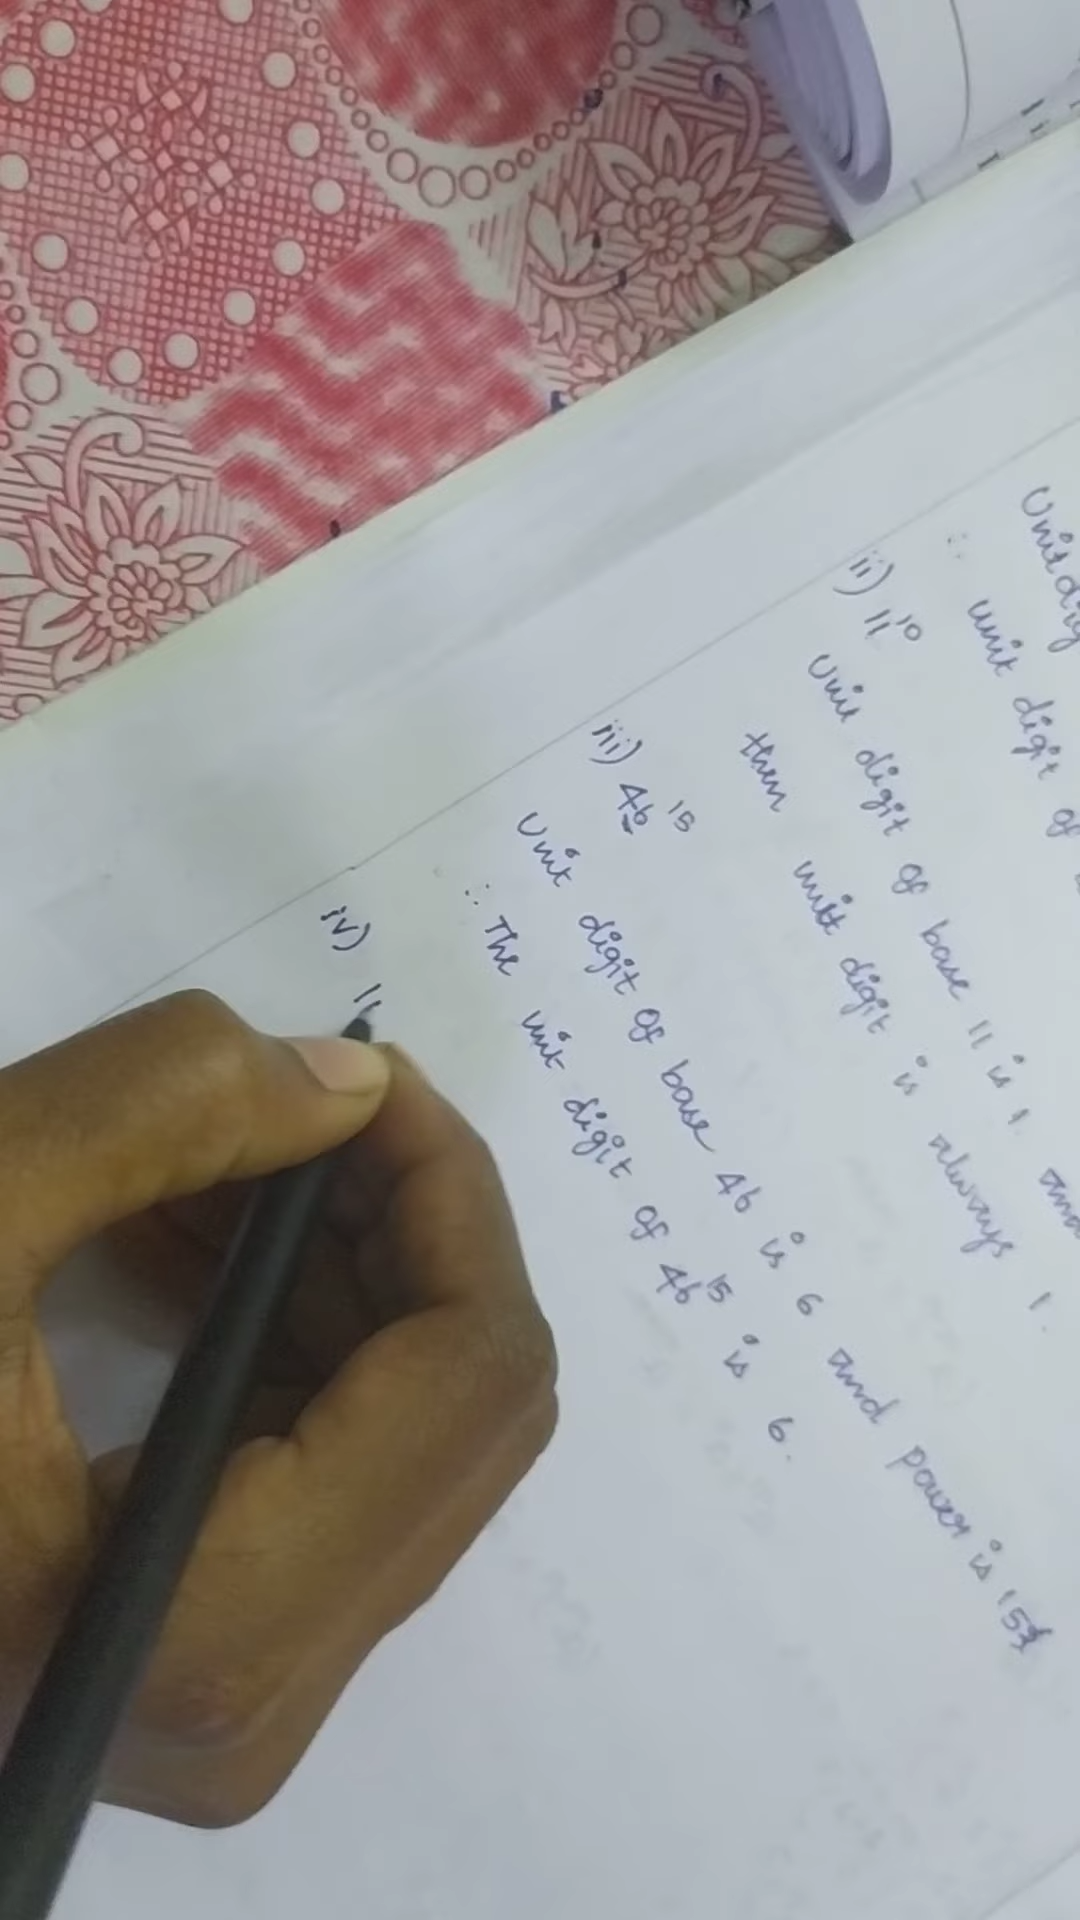 Unit dig
∴ unit digit of
ii) 11¹⁰
Unit digit of base 11 is 1 and
then unit digit is always 1.
iii) 46¹⁵
Unit digit of base 46 is 6 and power is 15
∴ The unit digit of 46¹⁵ is 6.
iv) 11